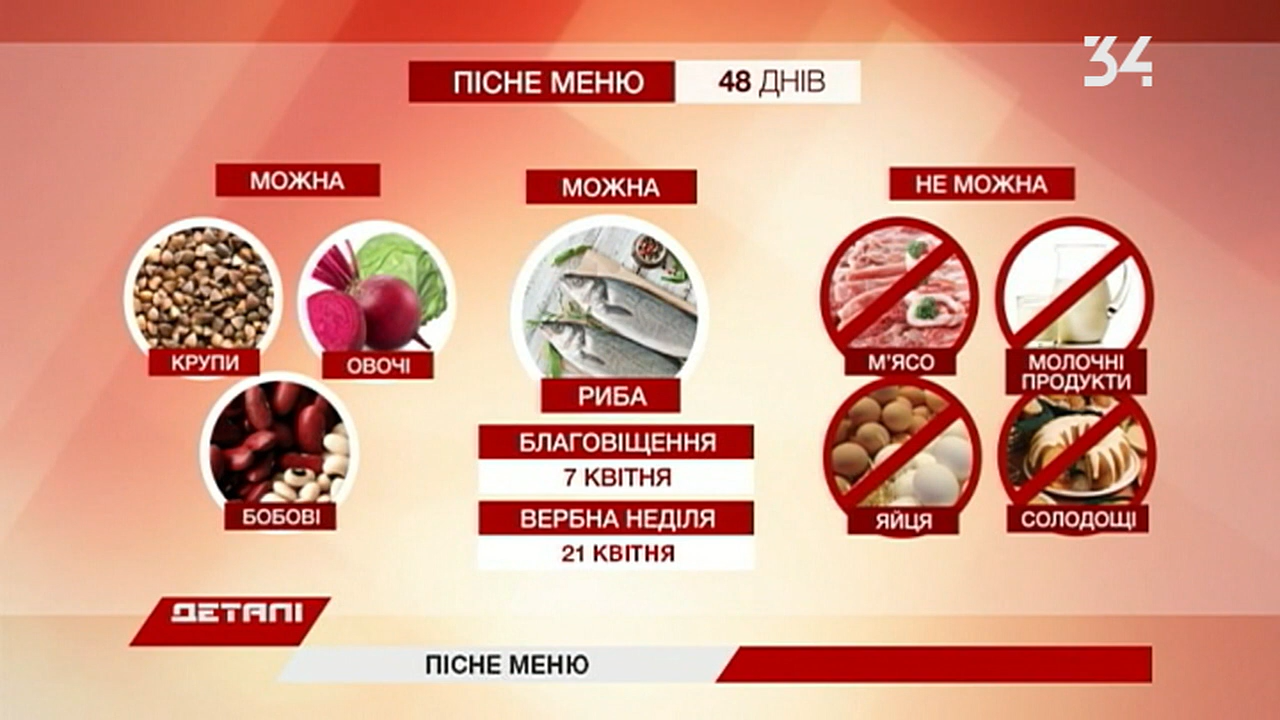 34
ПІСНЕ МЕНЮ 48 ДНІВ
МОЖНА
КРУПИ
ОВОЧІ
БОБОВІ
МОЖНА
РИБА
БЛАГОВІЩЕННЯ
7 КВІТНЯ
ВЕРБНА НЕДІЛЯ
21 КВІТНЯ
НЕ МОЖНА
М'ЯСО
МОЛОЧНІ
ПРОДУКТИ
ЯЙЦЯ
СОЛОДОЩІ
ДЕТАЛІ
ПІСНЕ МЕНЮ